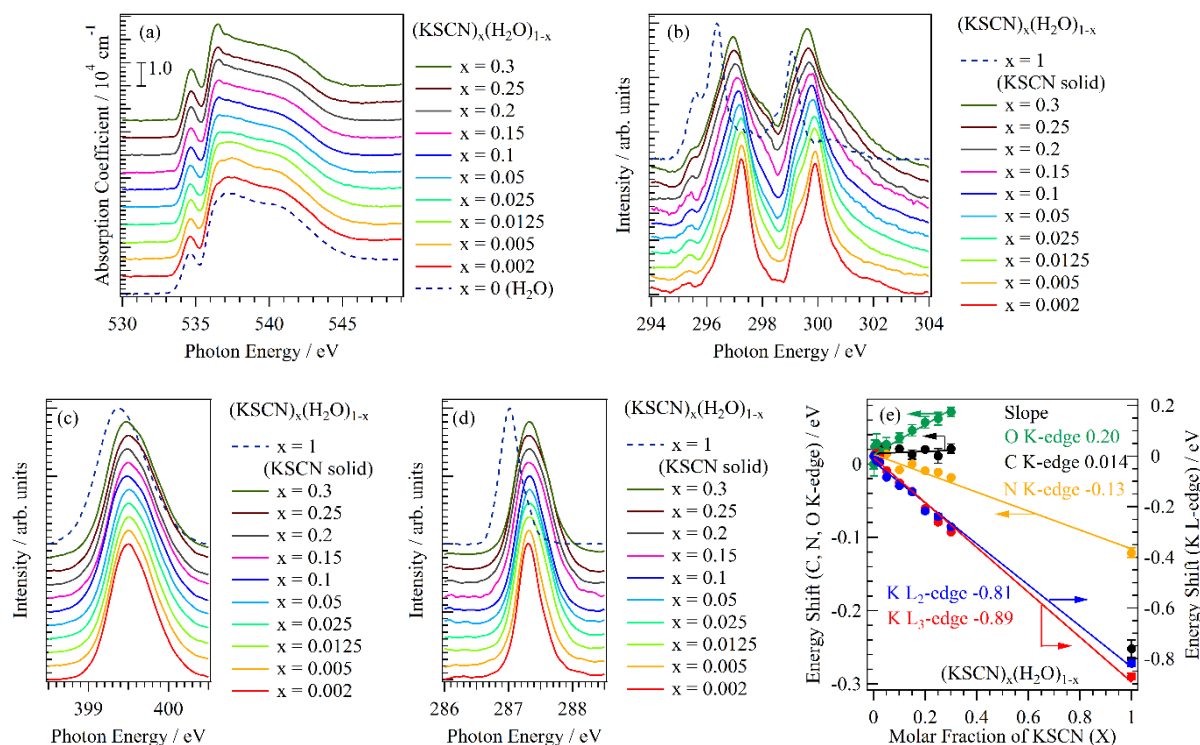 (a)
Absorption Coefficient / 10⁴ cm⁻¹
1.0
530 535 540 545
Photon Energy / eV
(KSCN)ₓ(H₂O)₁₋ₓ
x = 0.3
x = 0.25
x = 0.2
x = 0.15
x = 0.1
x = 0.05
x = 0.025
x = 0.0125
x = 0.005
x = 0.002
x = 0 (H₂O)
(b)
Intensity / arb. units
294 296 298 300 302 304
Photon Energy / eV
(KSCN)ₓ(H₂O)₁₋ₓ
x = 1
(KSCN solid)
x = 0.3
x = 0.25
x = 0.2
x = 0.15
x = 0.1
x = 0.05
x = 0.025
x = 0.0125
x = 0.005
x = 0.002
(c)
Intensity / arb. units
399 400
Photon Energy / eV
(KSCN)ₓ(H₂O)₁₋ₓ
x = 1
(KSCN solid)
x = 0.3
x = 0.25
x = 0.2
x = 0.15
x = 0.1
x = 0.05
x = 0.025
x = 0.0125
x = 0.005
x = 0.002
(d)
Intensity / arb. units
286 287 288
Photon Energy / eV
(KSCN)ₓ(H₂O)₁₋ₓ
x = 1
(KSCN solid)
x = 0.3
x = 0.25
x = 0.2
x = 0.15
x = 0.1
x = 0.05
x = 0.025
x = 0.0125
x = 0.005
x = 0.002
(e)
Energy Shift (C, N, O K-edge) / eV
0
-0.1
-0.2
-0.3
Slope
O K-edge 0.20
C K-edge 0.014
N K-edge -0.13
K L₂-edge -0.81
K L₃-edge -0.89
(KSCN)ₓ(H₂O)₁₋ₓ
0.2
0
-0.2
-0.4
-0.6
-0.8
Energy Shift (K L-edge) / eV
0 0.2 0.4 0.6 0.8 1
Molar Fraction of KSCN (X)